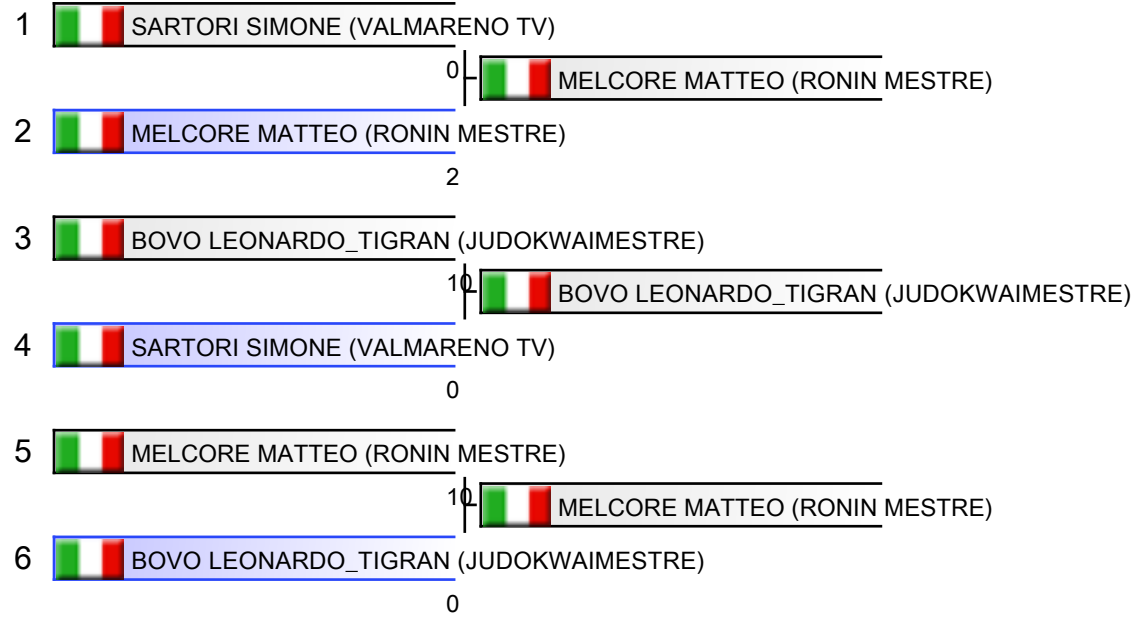 1 SARTORI SIMONE (VALMARENO TV)
0 MELCORE MATTEO (RONIN MESTRE)
2 MELCORE MATTEO (RONIN MESTRE)
2
3 BOVO LEONARDO_TIGRAN (JUDOKWAIMESTRE)
10 BOVO LEONARDO_TIGRAN (JUDOKWAIMESTRE)
4 SARTORI SIMONE (VALMARENO TV)
0
5 MELCORE MATTEO (RONIN MESTRE)
10 MELCORE MATTEO (RONIN MESTRE)
6 BOVO LEONARDO_TIGRAN (JUDOKWAIMESTRE)
0